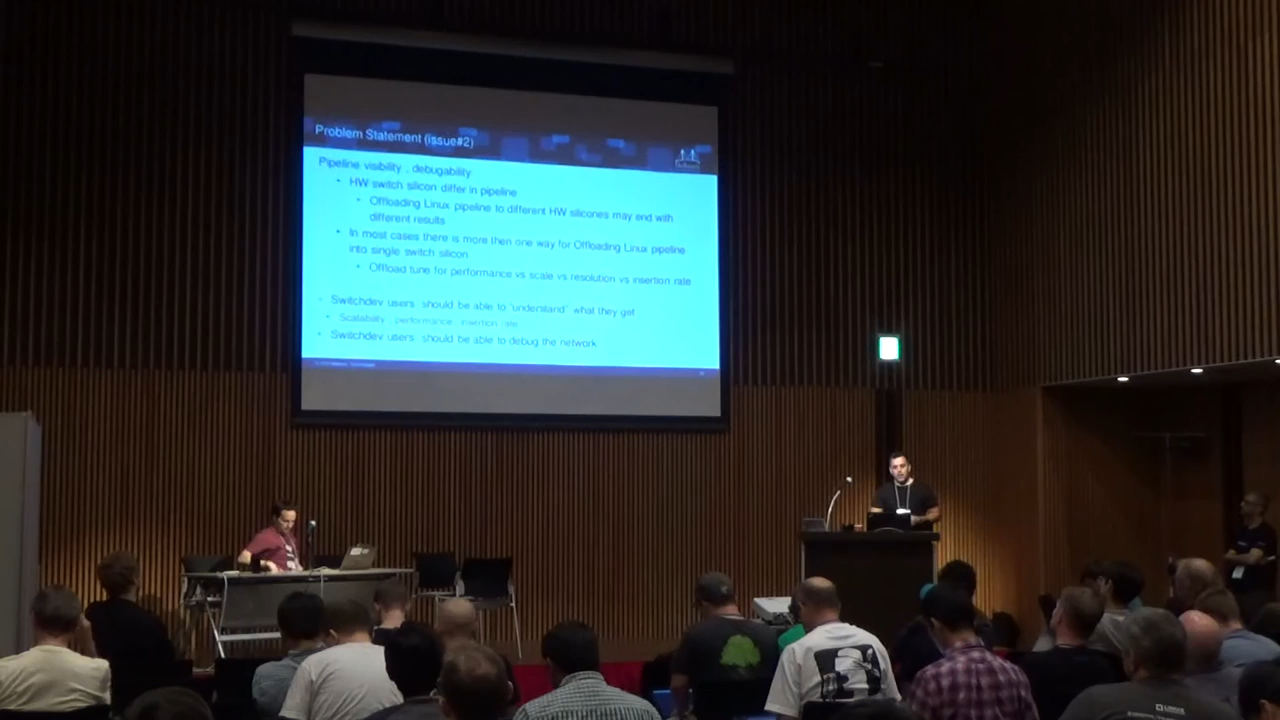 Problem Statement (issue#2)
Pipeline visibility , debugability
• HW switch silicon differ in pipeline
• Offloading Linux pipeline to different HW silicones may end with
different results
• In most cases there is more then one way for Offloading Linux pipeline
into single switch silicon
• Offload tune for performance vs scale vs resolution vs insertion rate
• Switchdev users should be able to "understand" what they get
• Scalability , performance , insertion rate
• Switchdev users should be able to debug the network
LINUX